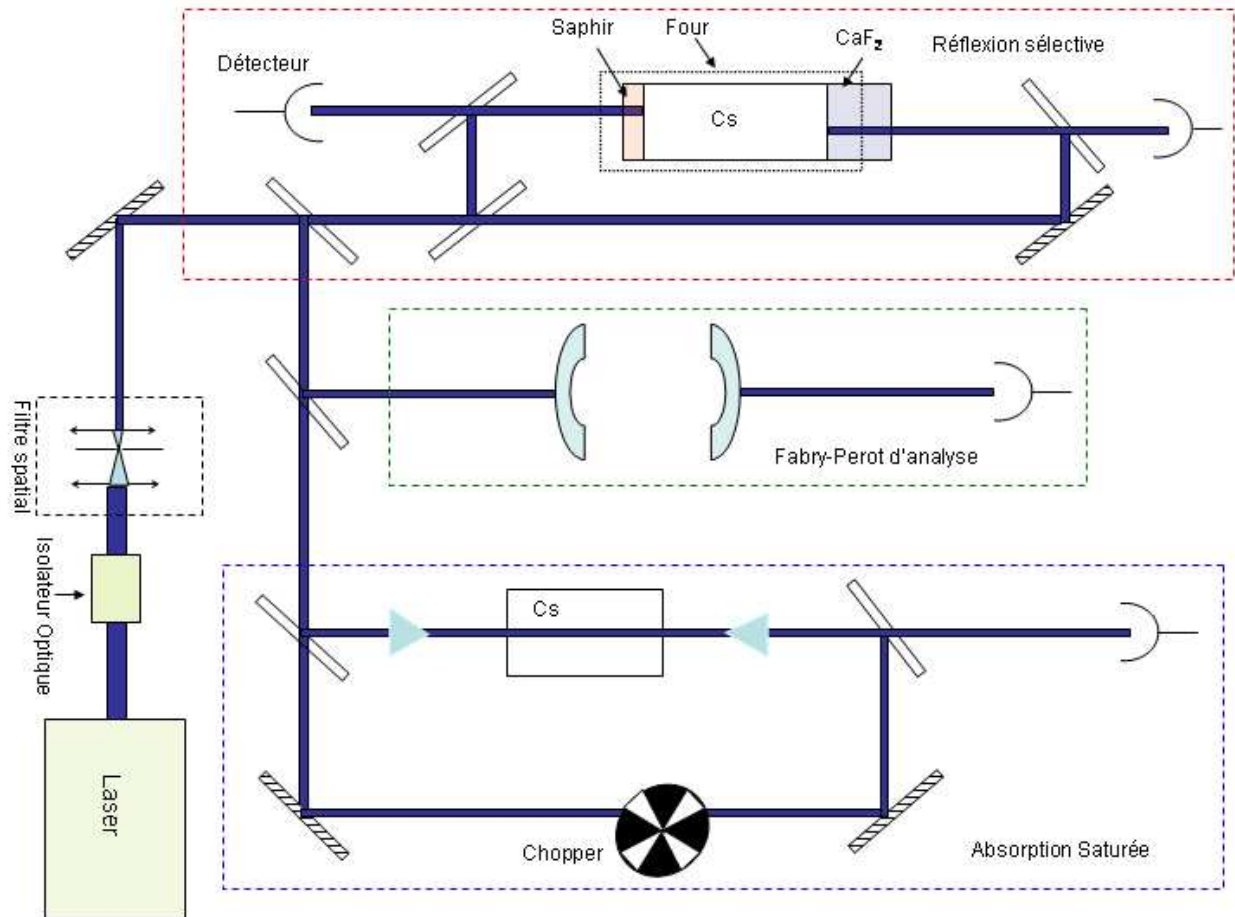 Saphir
Four
CaF₂
Réflexion sélective
Détecteur
Cs
Fabry-Perot d'analyse
Filtre spatial
Isolateur Optique
Cs
Laser
Chopper
Absorption Saturée